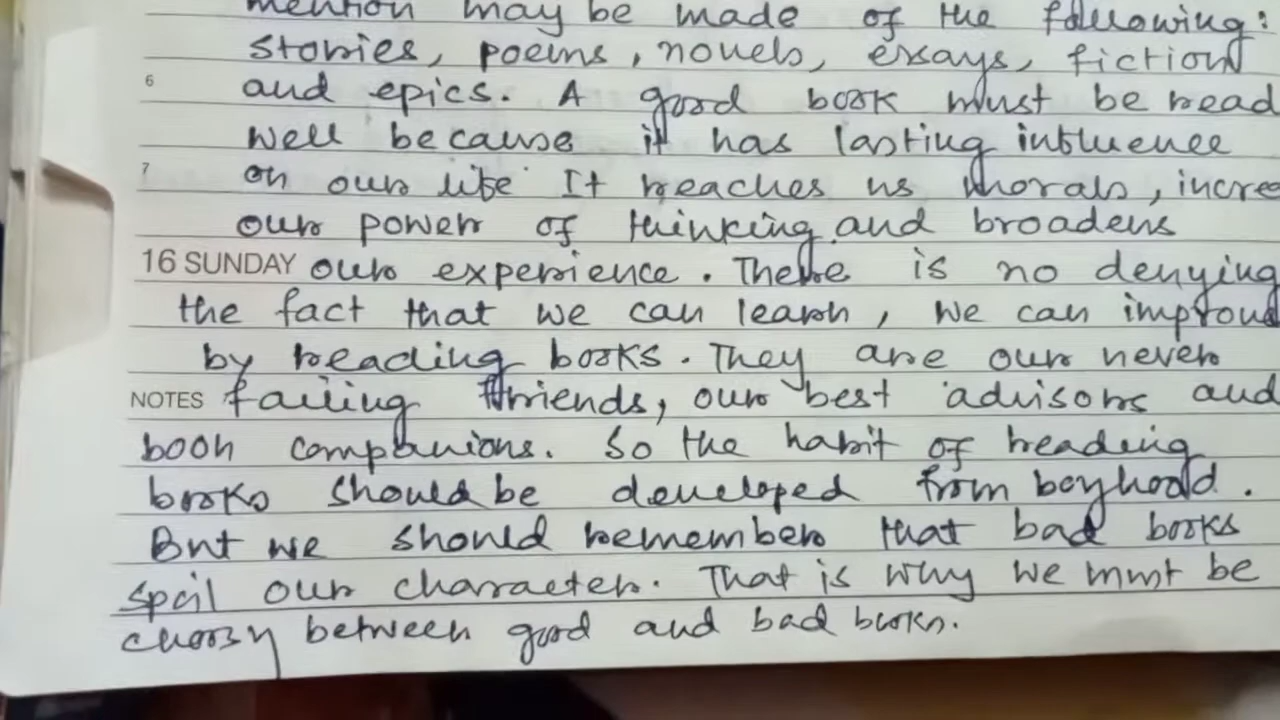 mention may be made of the following:
stories, poems, novels, essays, fiction
6
and epics. A good book must be read
well because it has lasting influence
7
on our life It teaches us morals, incre
our power of thinking and broadens
16 SUNDAY our experience. There is no denying
the fact that we can learn, we can improve
by reading books. They are our never
NOTES failing friends, our best advisors and
boon companions. So the habit of reading
books should be developed from boyhood.
But we should remember that bad books
spoil our character. That is why we must be
choosy between good and bad books.